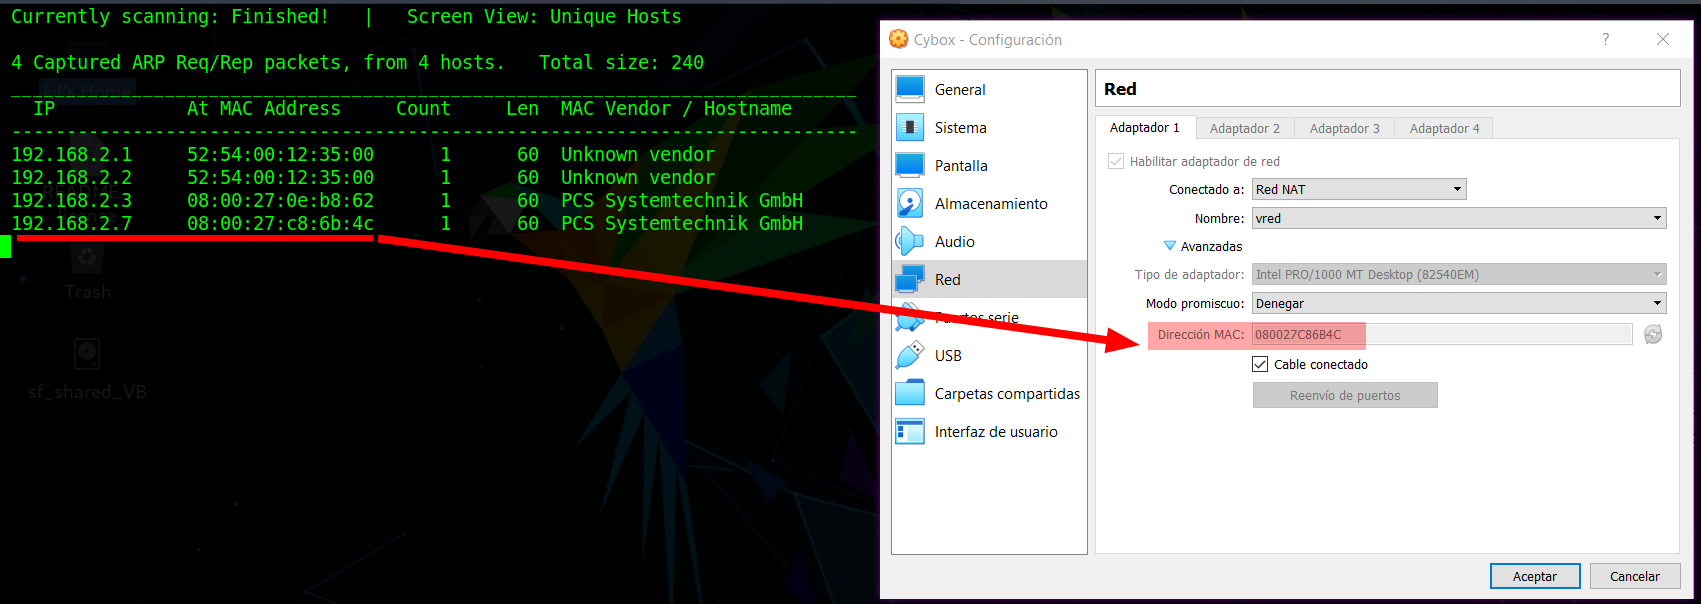 Currently scanning: Finished!   |   Screen View: Unique Hosts
4 Captured ARP Req/Rep packets, from 4 hosts.   Total size: 240
IP            At MAC Address     Count     Len  MAC Vendor / Hostname
192.168.2.1     52:54:00:12:35:00      1      60  Unknown vendor
192.168.2.2     52:54:00:12:35:00      1      60  Unknown vendor
192.168.2.3     08:00:27:0e:b8:62      1      60  PCS Systemtechnik GmbH
192.168.2.7     08:00:27:c8:6b:4c      1      60  PCS Systemtechnik GmbH
Trash
sf_shared_VB
Cybox - Configuración
?
General
Sistema
Pantalla
Almacenamiento
Audio
Red
Puertos serie
USB
Carpetas compartidas
Interfaz de usuario
Red
Adaptador 1 Adaptador 2 Adaptador 3 Adaptador 4
Habilitar adaptador de red
Conectado a: Red NAT
Nombre: vred
Avanzadas
Tipo de adaptador: Intel PRO/1000 MT Desktop (82540EM)
Modo promiscuo: Denegar
Dirección MAC: 080027C86B4C
Cable conectado
Reenvío de puertos
Aceptar Cancelar